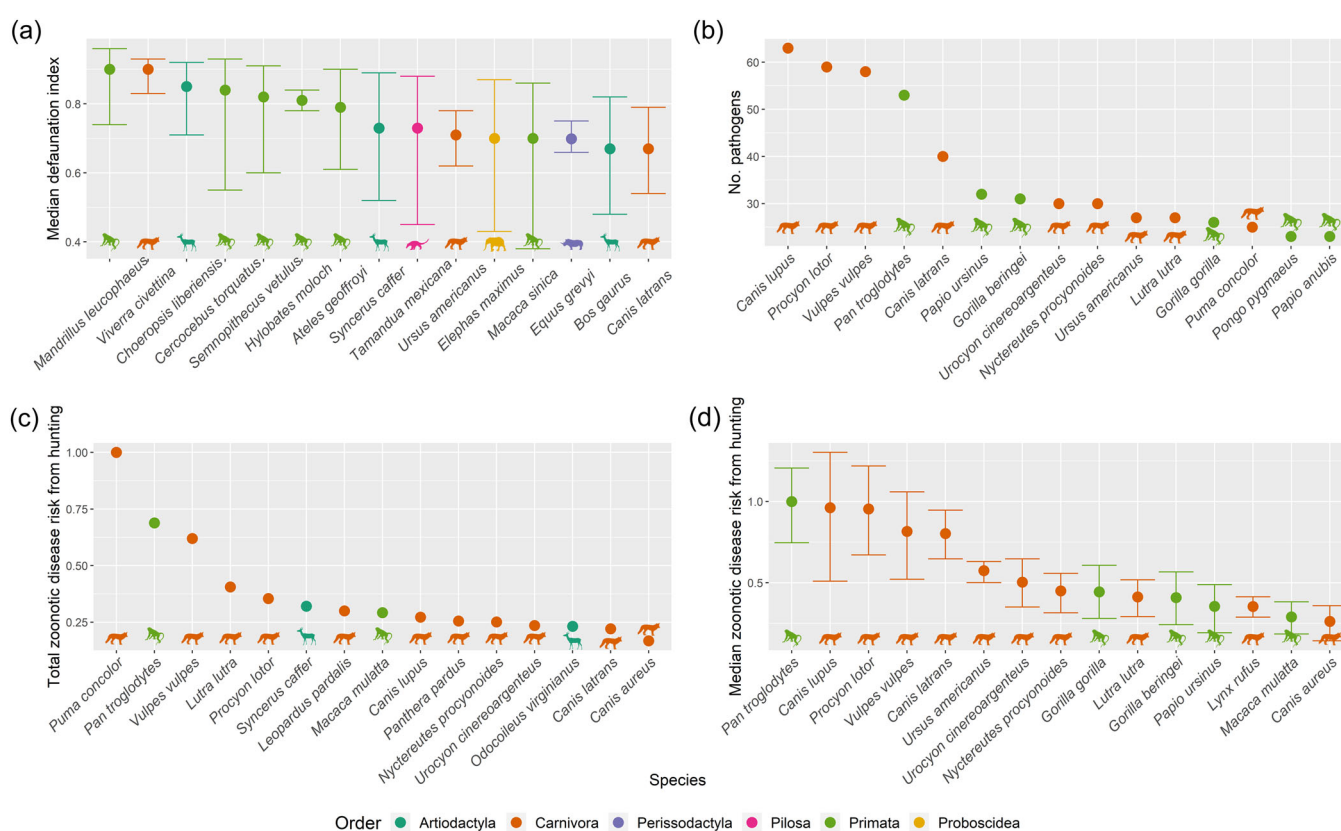 (a)
Median defaunation index
0.8
0.6
0.4
Mandrillus leucophaeus
Viverra civettina
Choeropsis liberiensis
Cercocebus torquatus
Semnopithecus vetulus
Hylobates moloch
Ateles geoffroyi
Syncerus caffer
Tamandua mexicana
Ursus americanus
Elephas maximus
Macaca sinica
Equus grevyi
Bos gaurus
Canis latrans
(b)
No. pathogens
60
50
40
30
Canis lupus
Procyon lotor
Vulpes vulpes
Pan troglodytes
Canis latrans
Papio ursinus
Gorilla beringei
Urocyon cinereoargenteus
Nyctereutes procyonoides
Ursus americanus
Lutra lutra
Gorilla gorilla
Puma concolor
Pongo pygmaeus
Papio anubis
(c)
Total zoonotic disease risk from hunting
1.00
0.75
0.50
0.25
Puma concolor
Pan troglodytes
Vulpes vulpes
Lutra lutra
Procyon lotor
Syncerus caffer
Leopardus pardalis
Macaca mulatta
Canis lupus
Panthera pardus
Nyctereutes procyonoides
Urocyon cinereoargenteus
Odocoileus virginianus
Canis latrans
Canis aureus
(d)
Median zoonotic disease risk from hunting
1.0
0.5
Pan troglodytes
Canis lupus
Procyon lotor
Vulpes vulpes
Canis latrans
Ursus americanus
Urocyon cinereoargenteus
Nyctereutes procyonoides
Gorilla gorilla
Lutra lutra
Gorilla beringei
Papio ursinus
Lynx rufus
Macaca mulatta
Canis aureus
Species
Order Artiodactyla Carnivora Perissodactyla Pilosa Primata Proboscidea